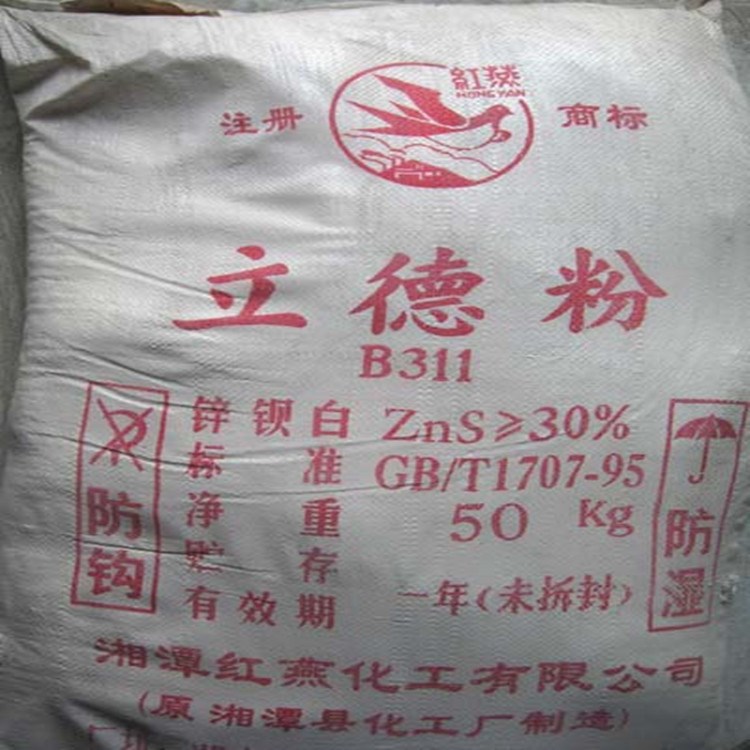 紅燕
HONG YAN
注册 商标
立德粉
B311
锌钡白 ZnS≥30%
标准 GB/T1707-95
净重 50 Kg
贮存
有效期 一年(未拆封)
防钩
防湿
湘潭红燕化工有限公司
(原湘潭县化工厂制造)